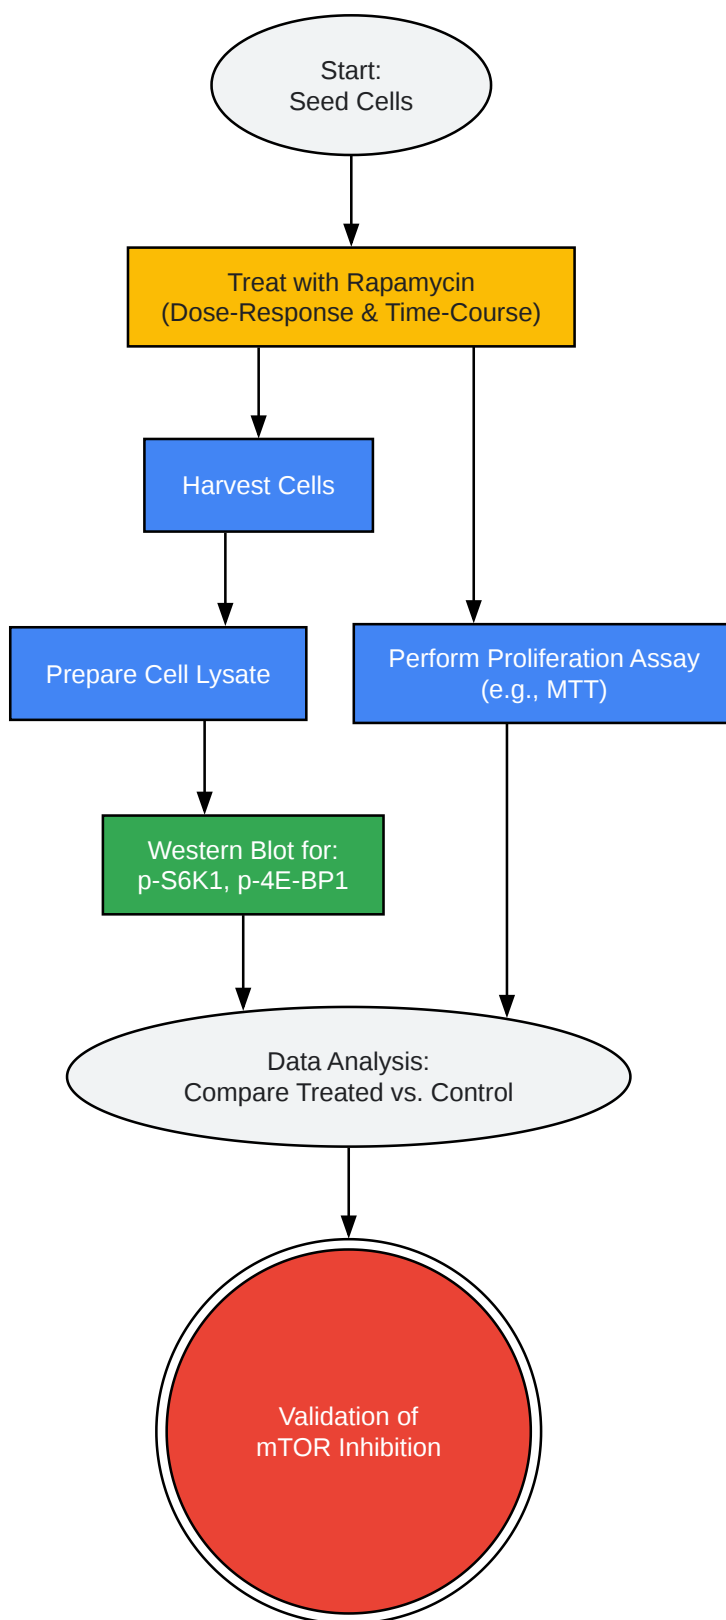 Start:
Seed Cells
Treat with Rapamycin
(Dose-Response & Time-Course)
Harvest Cells
Prepare Cell Lysate
Perform Proliferation Assay
(e.g., MTT)
Western Blot for:
p-S6K1, p-4E-BP1
Data Analysis:
Compare Treated vs. Control
Validation of
mTOR Inhibition